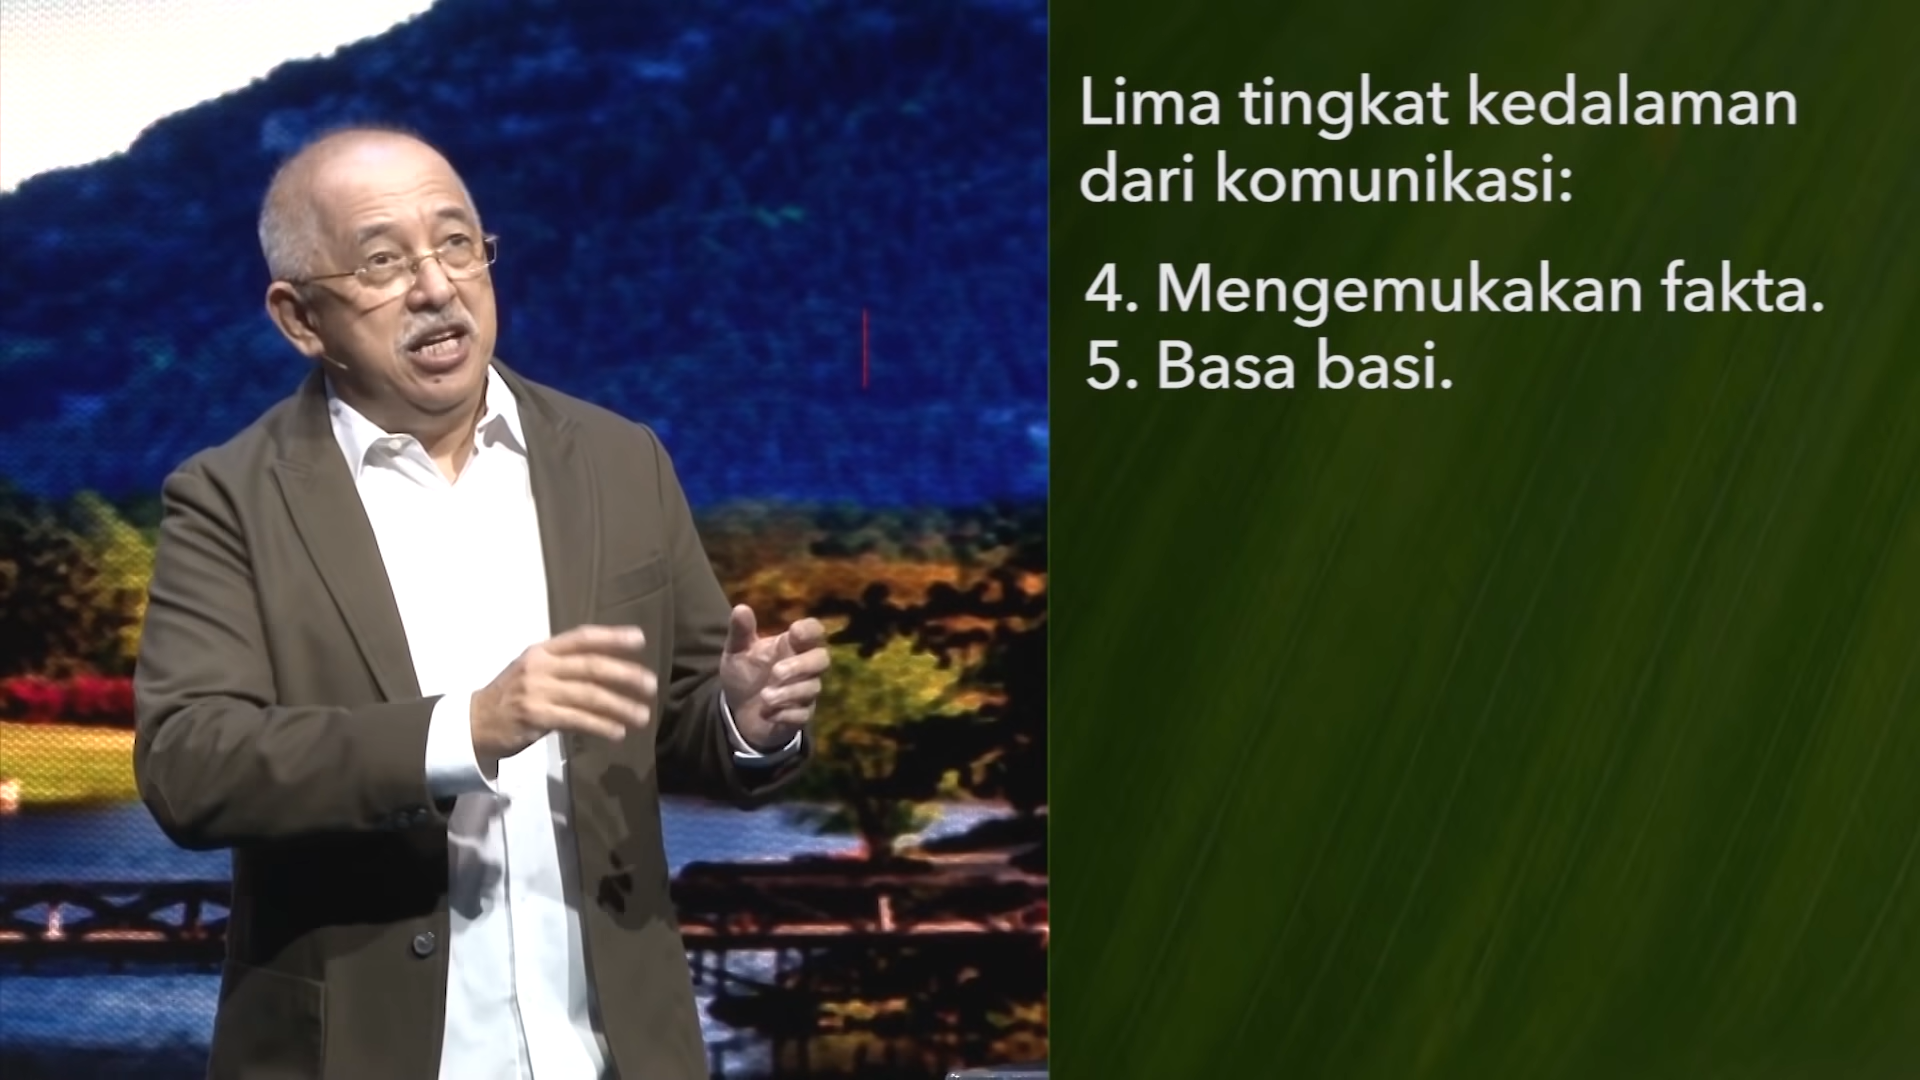 Lima tingkat kedalaman
dari komunikasi:
4. Mengemukakan fakta.
5. Basa basi.